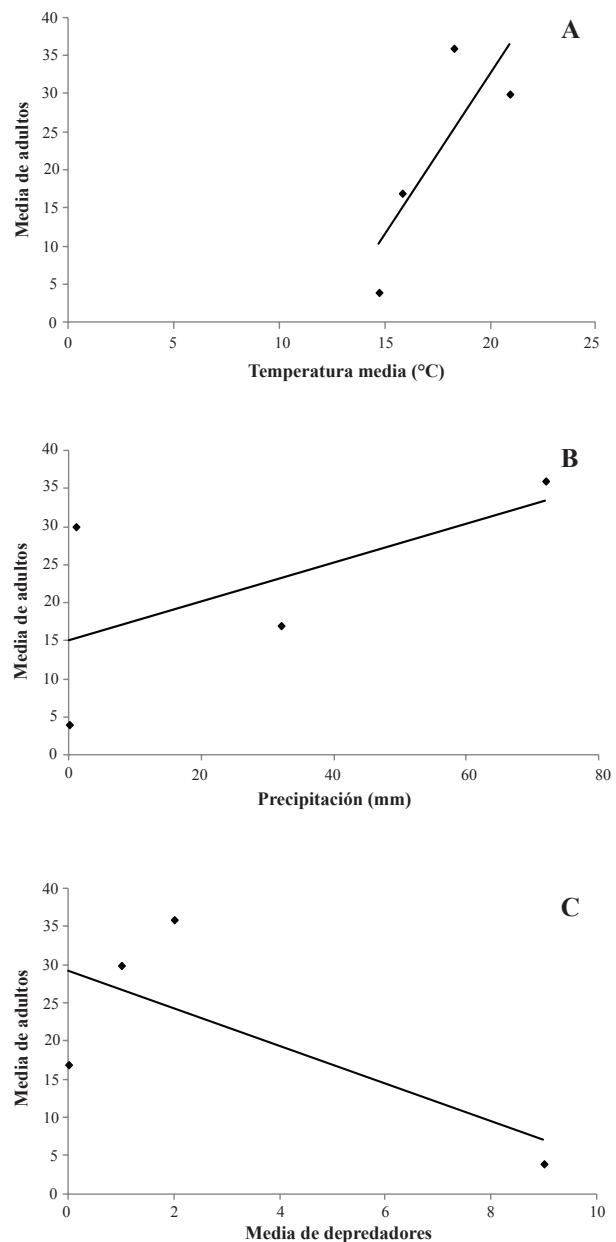 A
40
35
30
25
20
15
10
5
0
Media de adultos
0 5 10 15 20 25
Temperatura media (°C)
B
40
35
30
25
20
15
10
5
0
Media de adultos
0 20 40 60 80
Precipitación (mm)
C
40
35
30
25
20
15
10
5
0
Media de adultos
0 2 4 6 8 10
Media de depredadores